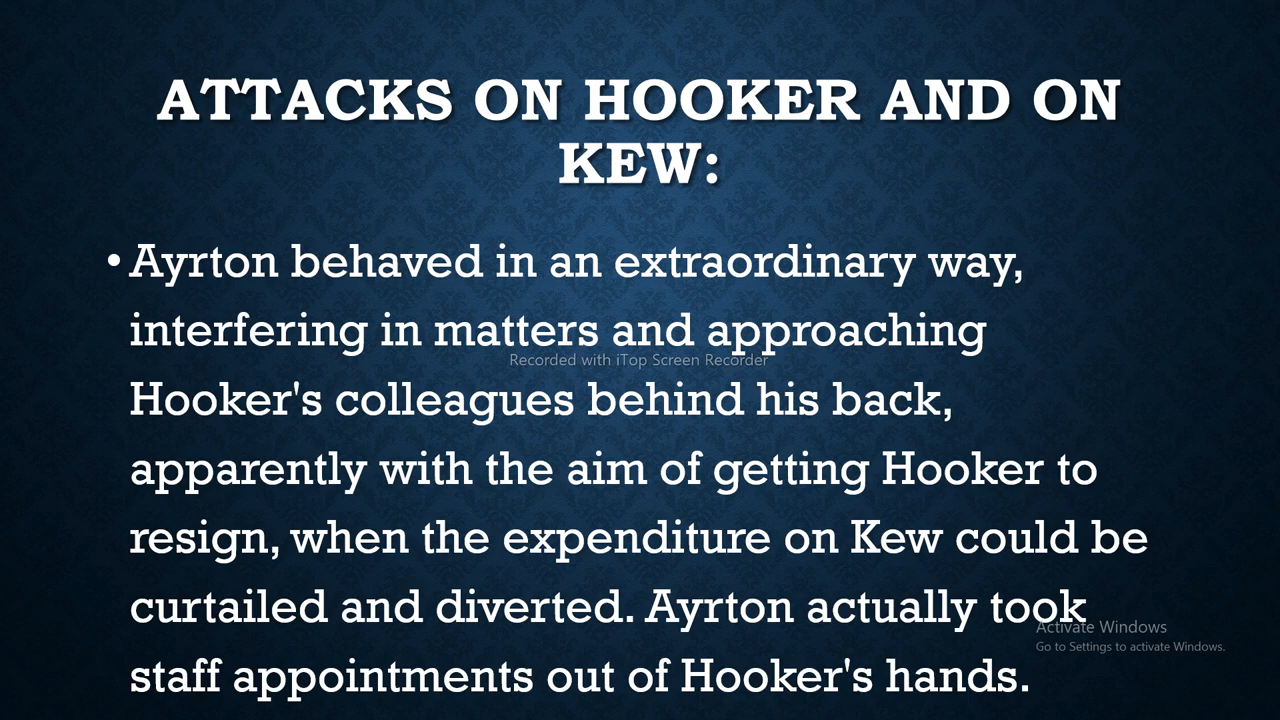 ATTACKS ON HOOKER AND ON
KEW:
• Ayrton behaved in an extraordinary way,
interfering in matters and approaching
Recorded with iTop Screen Recorder
Hooker's colleagues behind his back,
apparently with the aim of getting Hooker to
resign, when the expenditure on Kew could be
curtailed and diverted. Ayrton actually took
Activate Windows
Go to Settings to activate Windows.
staff appointments out of Hooker's hands.